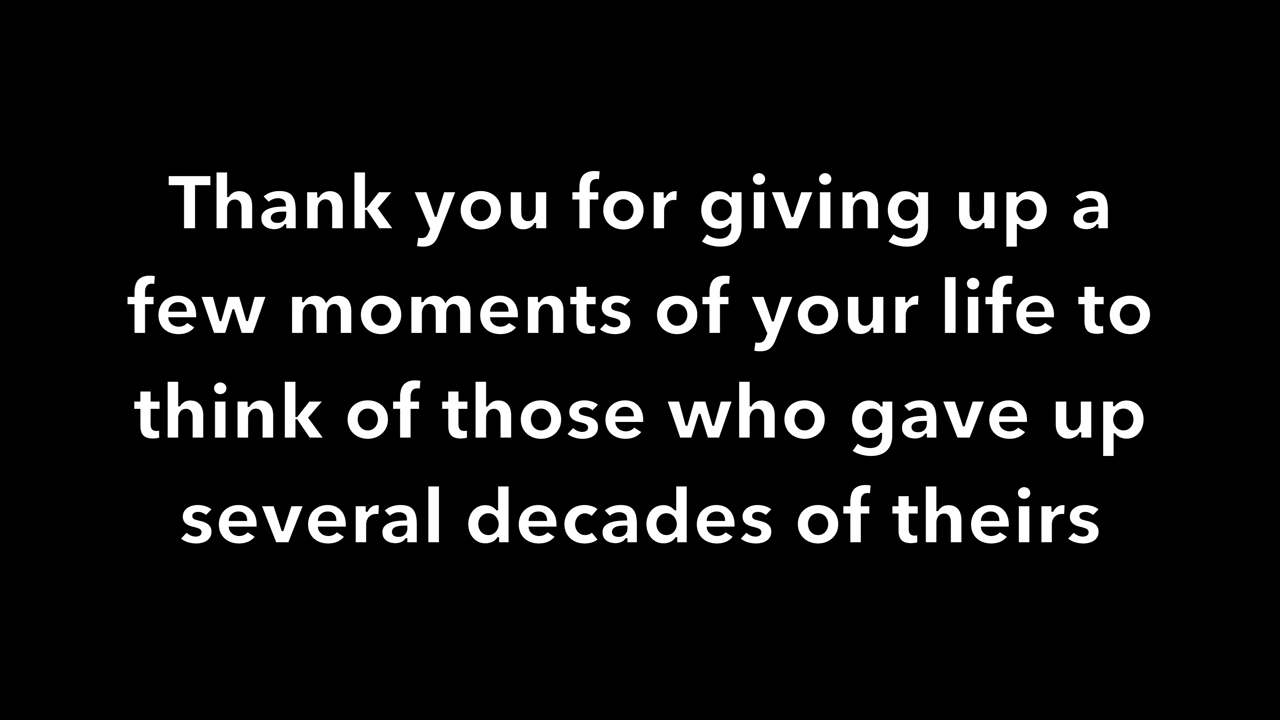 Thank you for giving up a
few moments of your life to
think of those who gave up
several decades of theirs